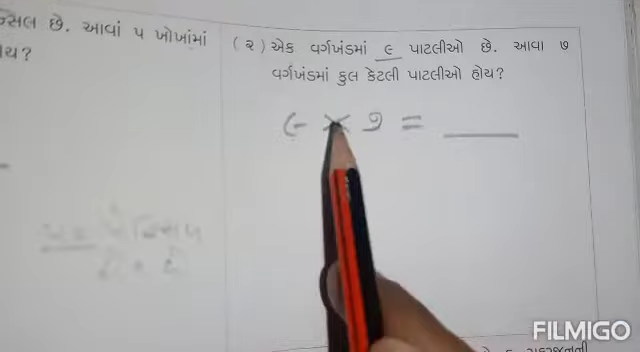 ન્સિલ છે. આવાં ૫ ખોખાંમાં
(૨) એક વર્ગખંડમાં ૯ પાટલીઓ છે. આવા ૭
વર્ગખંડમાં કુલ કેટલી પાટલીઓ હોય?
૯ × ૭ = ____
FILMIGO